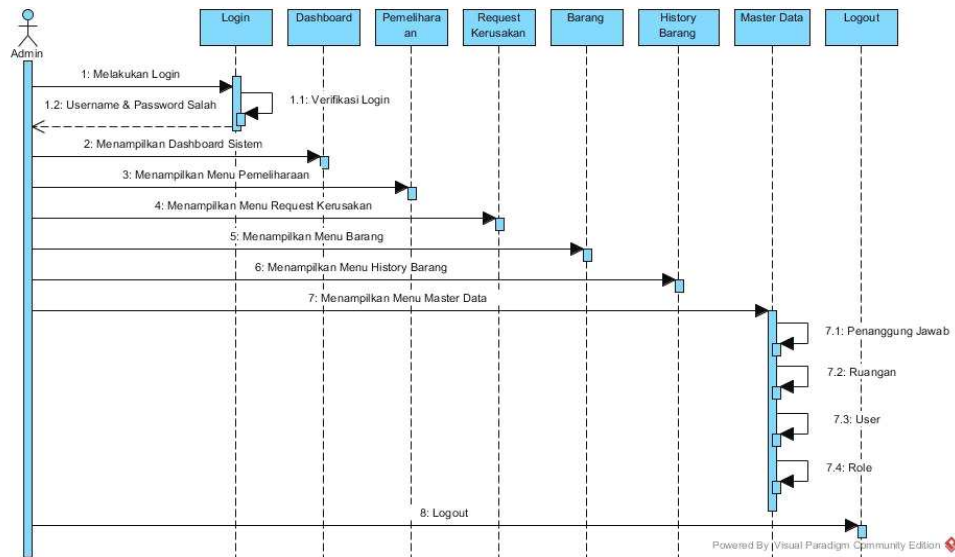 Login
Dashboard
Pemelihara
an
Request
Kerusakan
Barang
History
Barang
Master Data
Logout
Admin
1: Melakukan Login
1.1: Verifikasi Login
1.2: Username & Password Salah
2: Menampilkan Dashboard Sistem
3: Menampilkan Menu Pemeliharaan
4: Menampilkan Menu Request Kerusakan
5: Menampilkan Menu Barang
6: Menampilkan Menu History Barang
7: Menampilkan Menu Master Data
7.1: Penanggung Jawab
7.2: Ruangan
7.3: User
7.4: Role
8: Logout
Powered By Visual Paradigm Community Edition